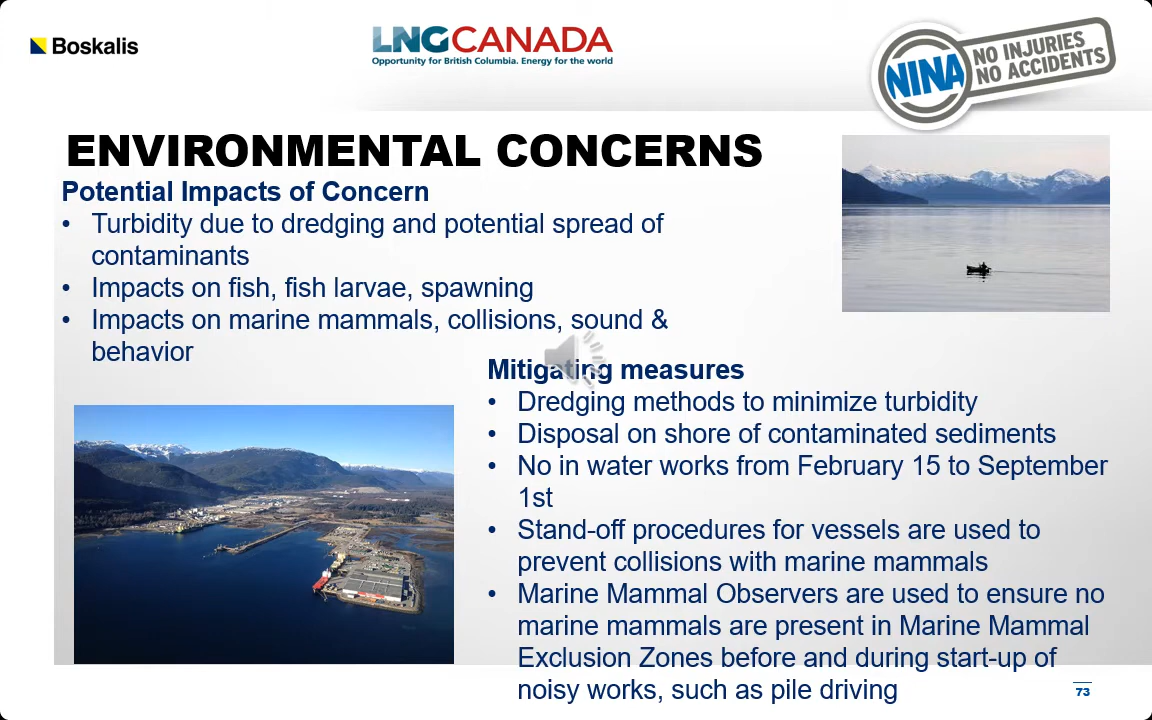 Boskalis
LNGCANADA
Opportunity for British Columbia. Energy for the world
NINA
NO INJURIES
NO ACCIDENTS
ENVIRONMENTAL CONCERNS
Potential Impacts of Concern
• Turbidity due to dredging and potential spread of
contaminants
• Impacts on fish, fish larvae, spawning
• Impacts on marine mammals, collisions, sound &
behavior
Mitigating measures
• Dredging methods to minimize turbidity
• Disposal on shore of contaminated sediments
• No in water works from February 15 to September
1st
• Stand-off procedures for vessels are used to
prevent collisions with marine mammals
• Marine Mammal Observers are used to ensure no
marine mammals are present in Marine Mammal
Exclusion Zones before and during start-up of
noisy works, such as pile driving
73